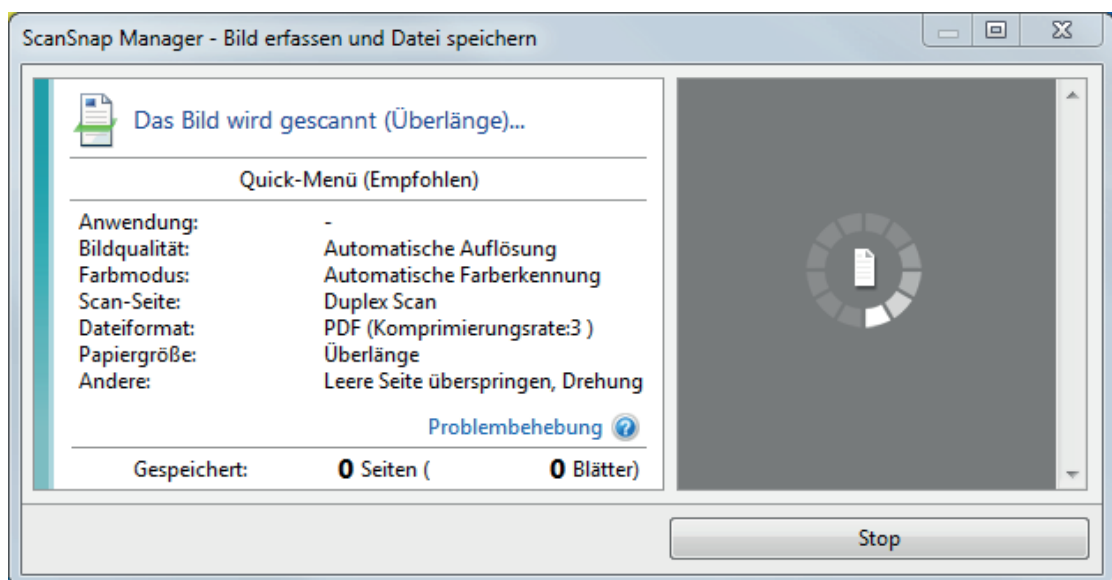 ScanSnap Manager - Bild erfassen und Datei speichern
Das Bild wird gescannt (Überlänge)...
Quick-Menü (Empfohlen)
Anwendung: -
Bildqualität: Automatische Auflösung
Farbmodus: Automatische Farberkennung
Scan-Seite: Duplex Scan
Dateiformat: PDF (Komprimierungsrate:3 )
Papiergröße: Überlänge
Andere: Leere Seite überspringen, Drehung
Problembehebung ?
Gespeichert: 0 Seiten ( 0 Blätter)
Stop